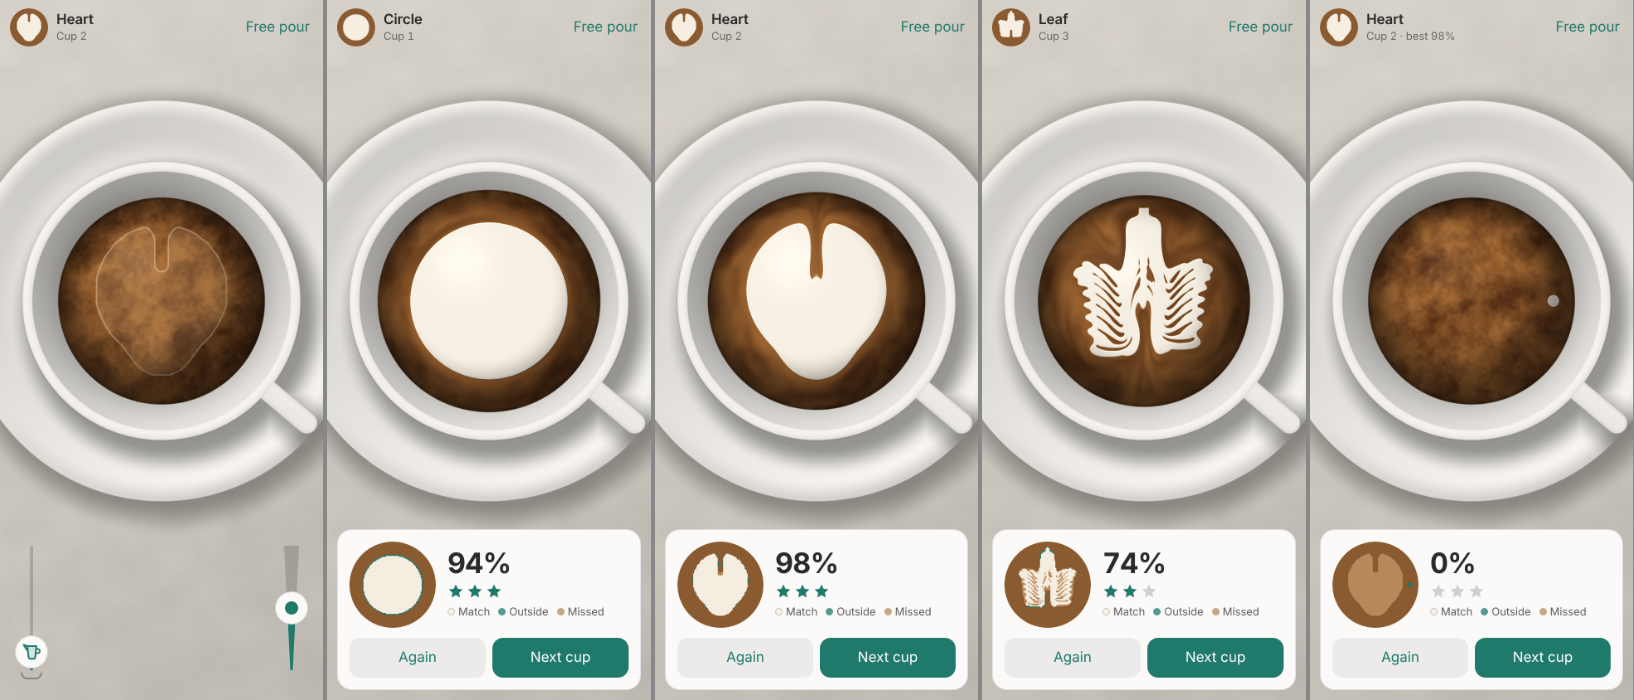 Heart
Cup 2
Free pour
Circle
Cup 1
Free pour
94%
Match Outside Missed
Again Next cup
Heart
Cup 2
Free pour
98%
Match Outside Missed
Again Next cup
Leaf
Cup 3
Free pour
74%
Match Outside Missed
Again Next cup
Heart
Cup 2 · best 98%
Free pour
0%
Match Outside Missed
Again Next cup